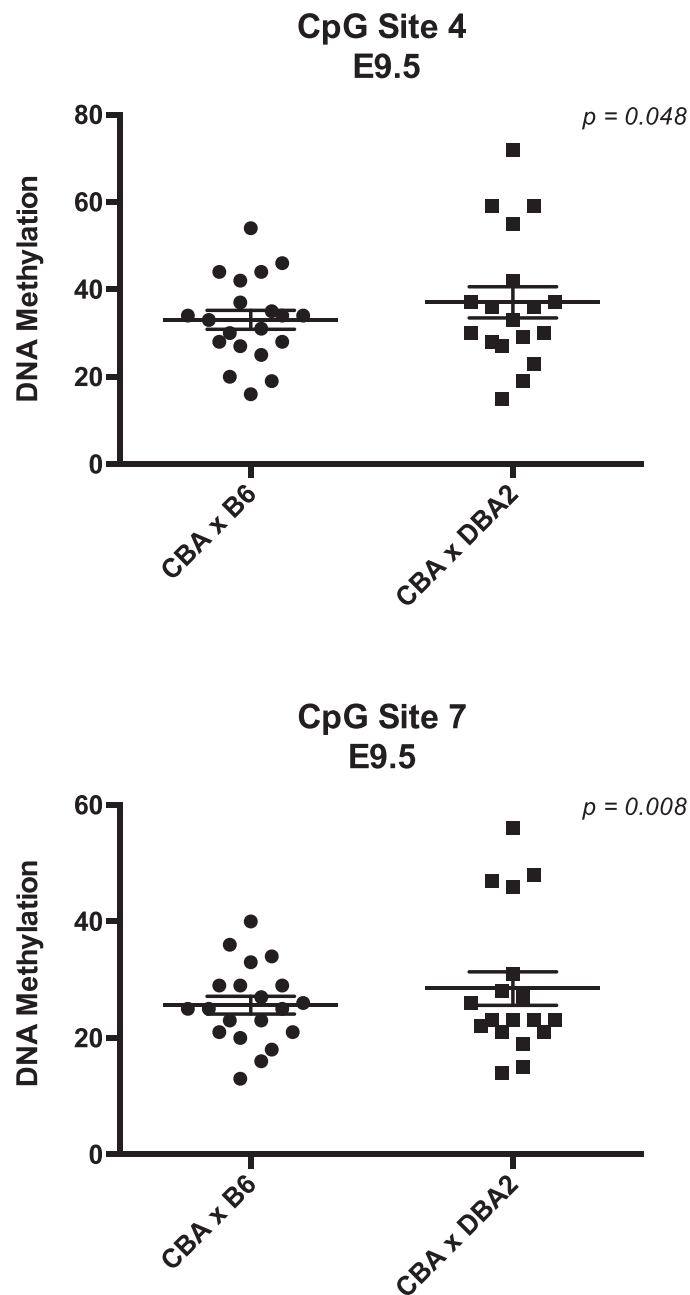 CpG Site 4
E9.5
p = 0.048
DNA Methylation
80
60
40
20
0
CBA x B6
CBA x DBA2
CpG Site 7
E9.5
p = 0.008
DNA Methylation
60
40
20
0
CBA x B6
CBA x DBA2